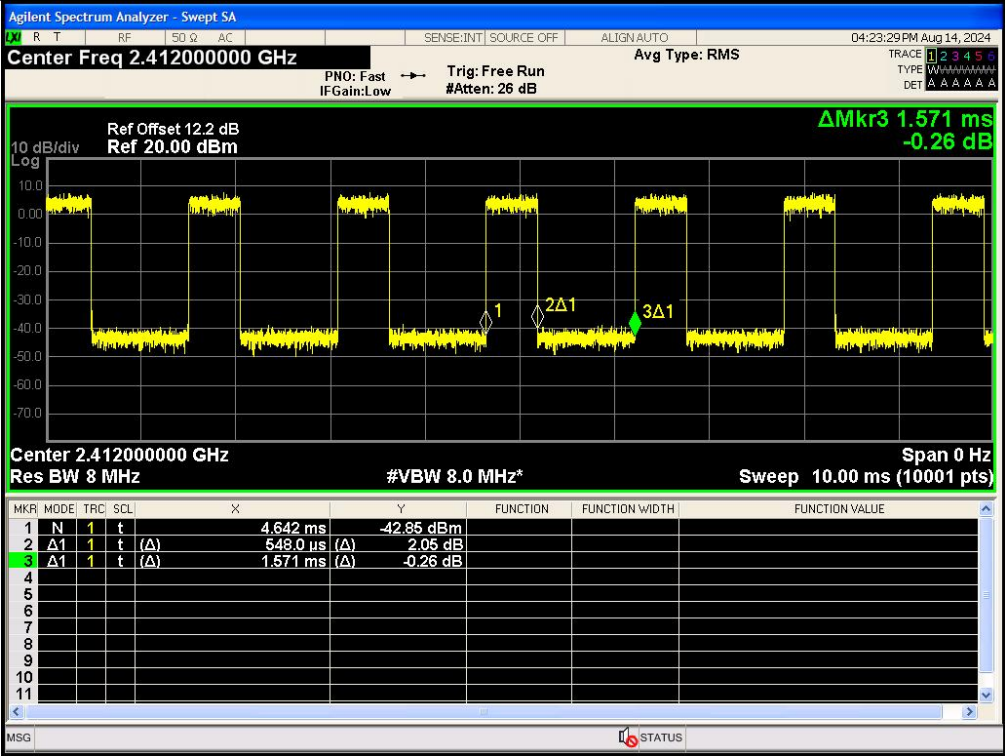 Agilent Spectrum Analyzer - Swept SA
LXI R T RF 50 Ω AC SENSE:INT SOURCE OFF ALIGN AUTO 04:23:29 PM Aug 14, 2024
Center Freq 2.412000000 GHz
PNO: Fast
IFGain:Low
Trig: Free Run
#Atten: 26 dB
Avg Type: RMS
TRACE 1 2 3 4 5 6
TYPE W
DET A A A A A A
ΔMkr3 1.571 ms
-0.26 dB
Ref Offset 12.2 dB
10 dB/div Ref 20.00 dBm
Log
10.0
0.00
-10.0
-20.0
-30.0
-40.0
-50.0
-60.0
-70.0
1
2Δ1
3Δ1
Center 2.412000000 GHz Span 0 Hz
Res BW 8 MHz #VBW 8.0 MHz* Sweep 10.00 ms (10001 pts)
MKR MODE TRC SCL X Y FUNCTION FUNCTION WIDTH FUNCTION VALUE
1 N 1 t 4.642 ms -42.85 dBm
2 Δ1 1 t (Δ) 548.0 µs (Δ) 2.05 dB
3 Δ1 1 t (Δ) 1.571 ms (Δ) -0.26 dB
4
5
6
7
8
9
10
11
MSG STATUS